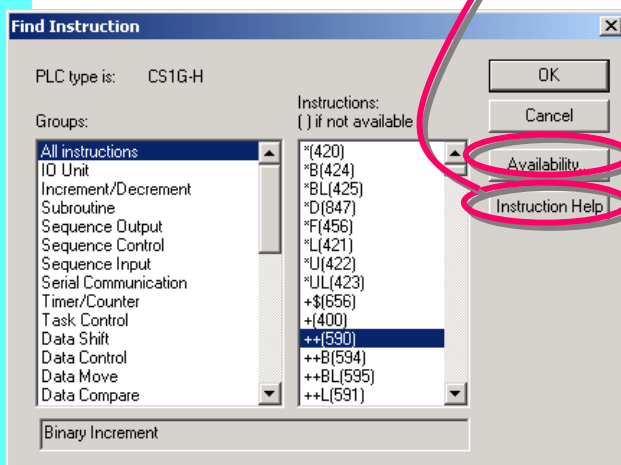 Find Instruction
PLC type is: CS1G-H
Groups:
Instructions:
( ) if not available
All instructions
IO Unit
Increment/Decrement
Subroutine
Sequence Output
Sequence Control
Sequence Input
Serial Communication
Timer/Counter
Task Control
Data Shift
Data Control
Data Move
Data Compare
*(420)
*B(424)
*BL(425)
*D(847)
*F(456)
*L(421)
*U(422)
*UL(423)
+$(656)
+(400)
++(590)
++B(594)
++BL(595)
++L(591)
OK
Cancel
Availability...
Instruction Help
Binary Increment